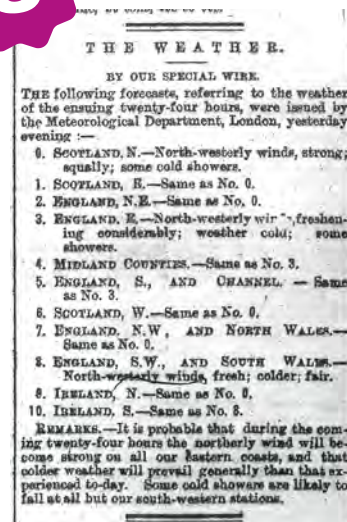 THE WEATHER.
BY OUR SPECIAL WIRE.
THE following forecasts, referring to the weather
of the ensuing twenty-four hours, were issued by
the Meteorological Department, London, yesterday
evening :—
0. SCOTLAND, N.—North-westerly winds, strong;
squally; some cold showers.
1. SCOTLAND, E.—Same as No. 0.
2. ENGLAND, N.E.—Same as No. 0.
3. ENGLAND, E.—North-westerly freshen-
ing considerably; weather cold; some
showers.
4. MIDLAND COUNTIES.—Same as No. 3.
5. ENGLAND, S., AND CHANNEL.—Same
as No. 3.
6. SCOTLAND, W.—Same as No. 0.
7. ENGLAND, N.W, AND NORTH WALES.—
Same as No. 0.
8. ENGLAND, S.W., AND SOUTH WALES.—
North-westerly winds, fresh; colder; fair.
9. IRELAND, N.—Same as No. 0.
10. IRELAND, S.—Same as No. 8.
REMARKS.—It is probable that during the com-
ing twenty-four hours the northerly wind will be-
come strong on all our eastern coasts, and that
colder weather will prevail generally than that ex-
perienced to-day. Some cold showers are likely to
fall at all but our south-western stations.